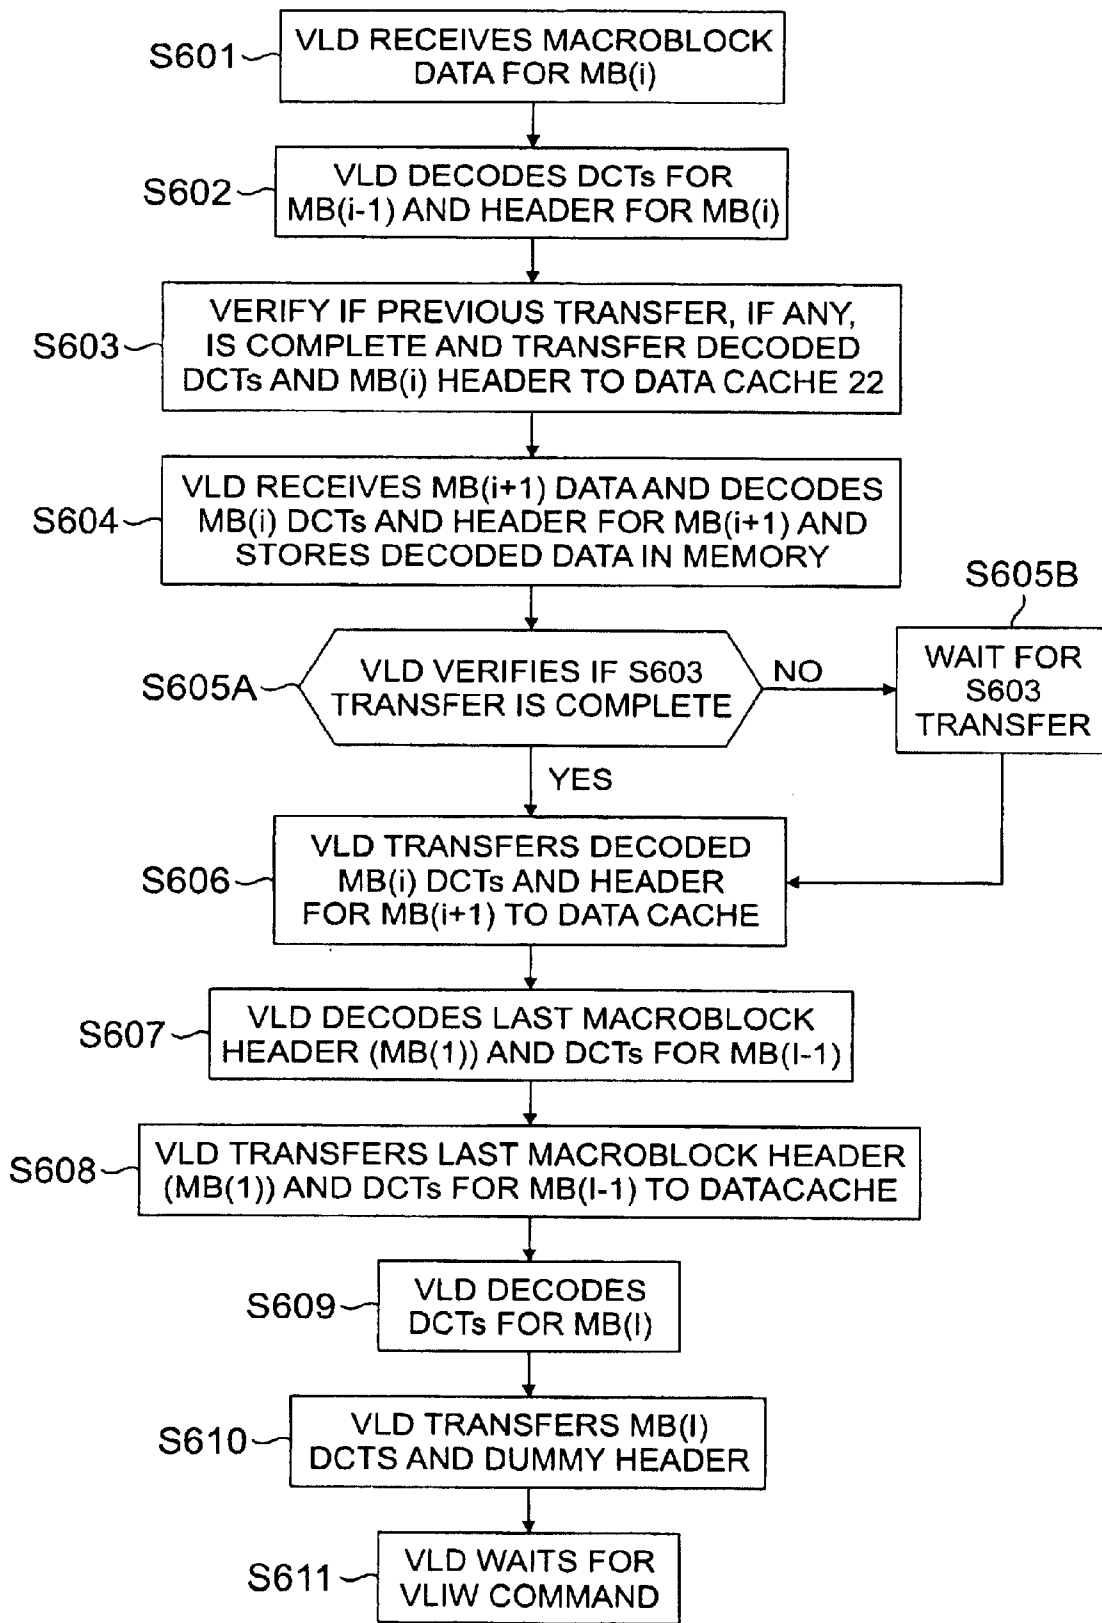 S601
VLD RECEIVES MACROBLOCK
DATA FOR MB(i)
S602
VLD DECODES DCTs FOR
MB(i-1) AND HEADER FOR MB(i)
S603
VERIFY IF PREVIOUS TRANSFER, IF ANY,
IS COMPLETE AND TRANSFER DECODED
DCTs AND MB(i) HEADER TO DATA CACHE 22
S604
VLD RECEIVES MB(i+1) DATA AND DECODES
MB(i) DCTs AND HEADER FOR MB(i+1) AND
STORES DECODED DATA IN MEMORY
S605A
VLD VERIFIES IF S603
TRANSFER IS COMPLETE
NO
S605B
WAIT FOR
S603
TRANSFER
YES
S606
VLD TRANSFERS DECODED
MB(i) DCTs AND HEADER
FOR MB(i+1) TO DATA CACHE
S607
VLD DECODES LAST MACROBLOCK
HEADER (MB(1)) AND DCTs FOR MB(I-1)
S608
VLD TRANSFERS LAST MACROBLOCK HEADER
(MB(1)) AND DCTs FOR MB(I-1) TO DATACACHE
S609
VLD DECODES
DCTs FOR MB(I)
S610
VLD TRANSFERS MB(I)
DCTS AND DUMMY HEADER
S611
VLD WAITS FOR
VLIW COMMAND